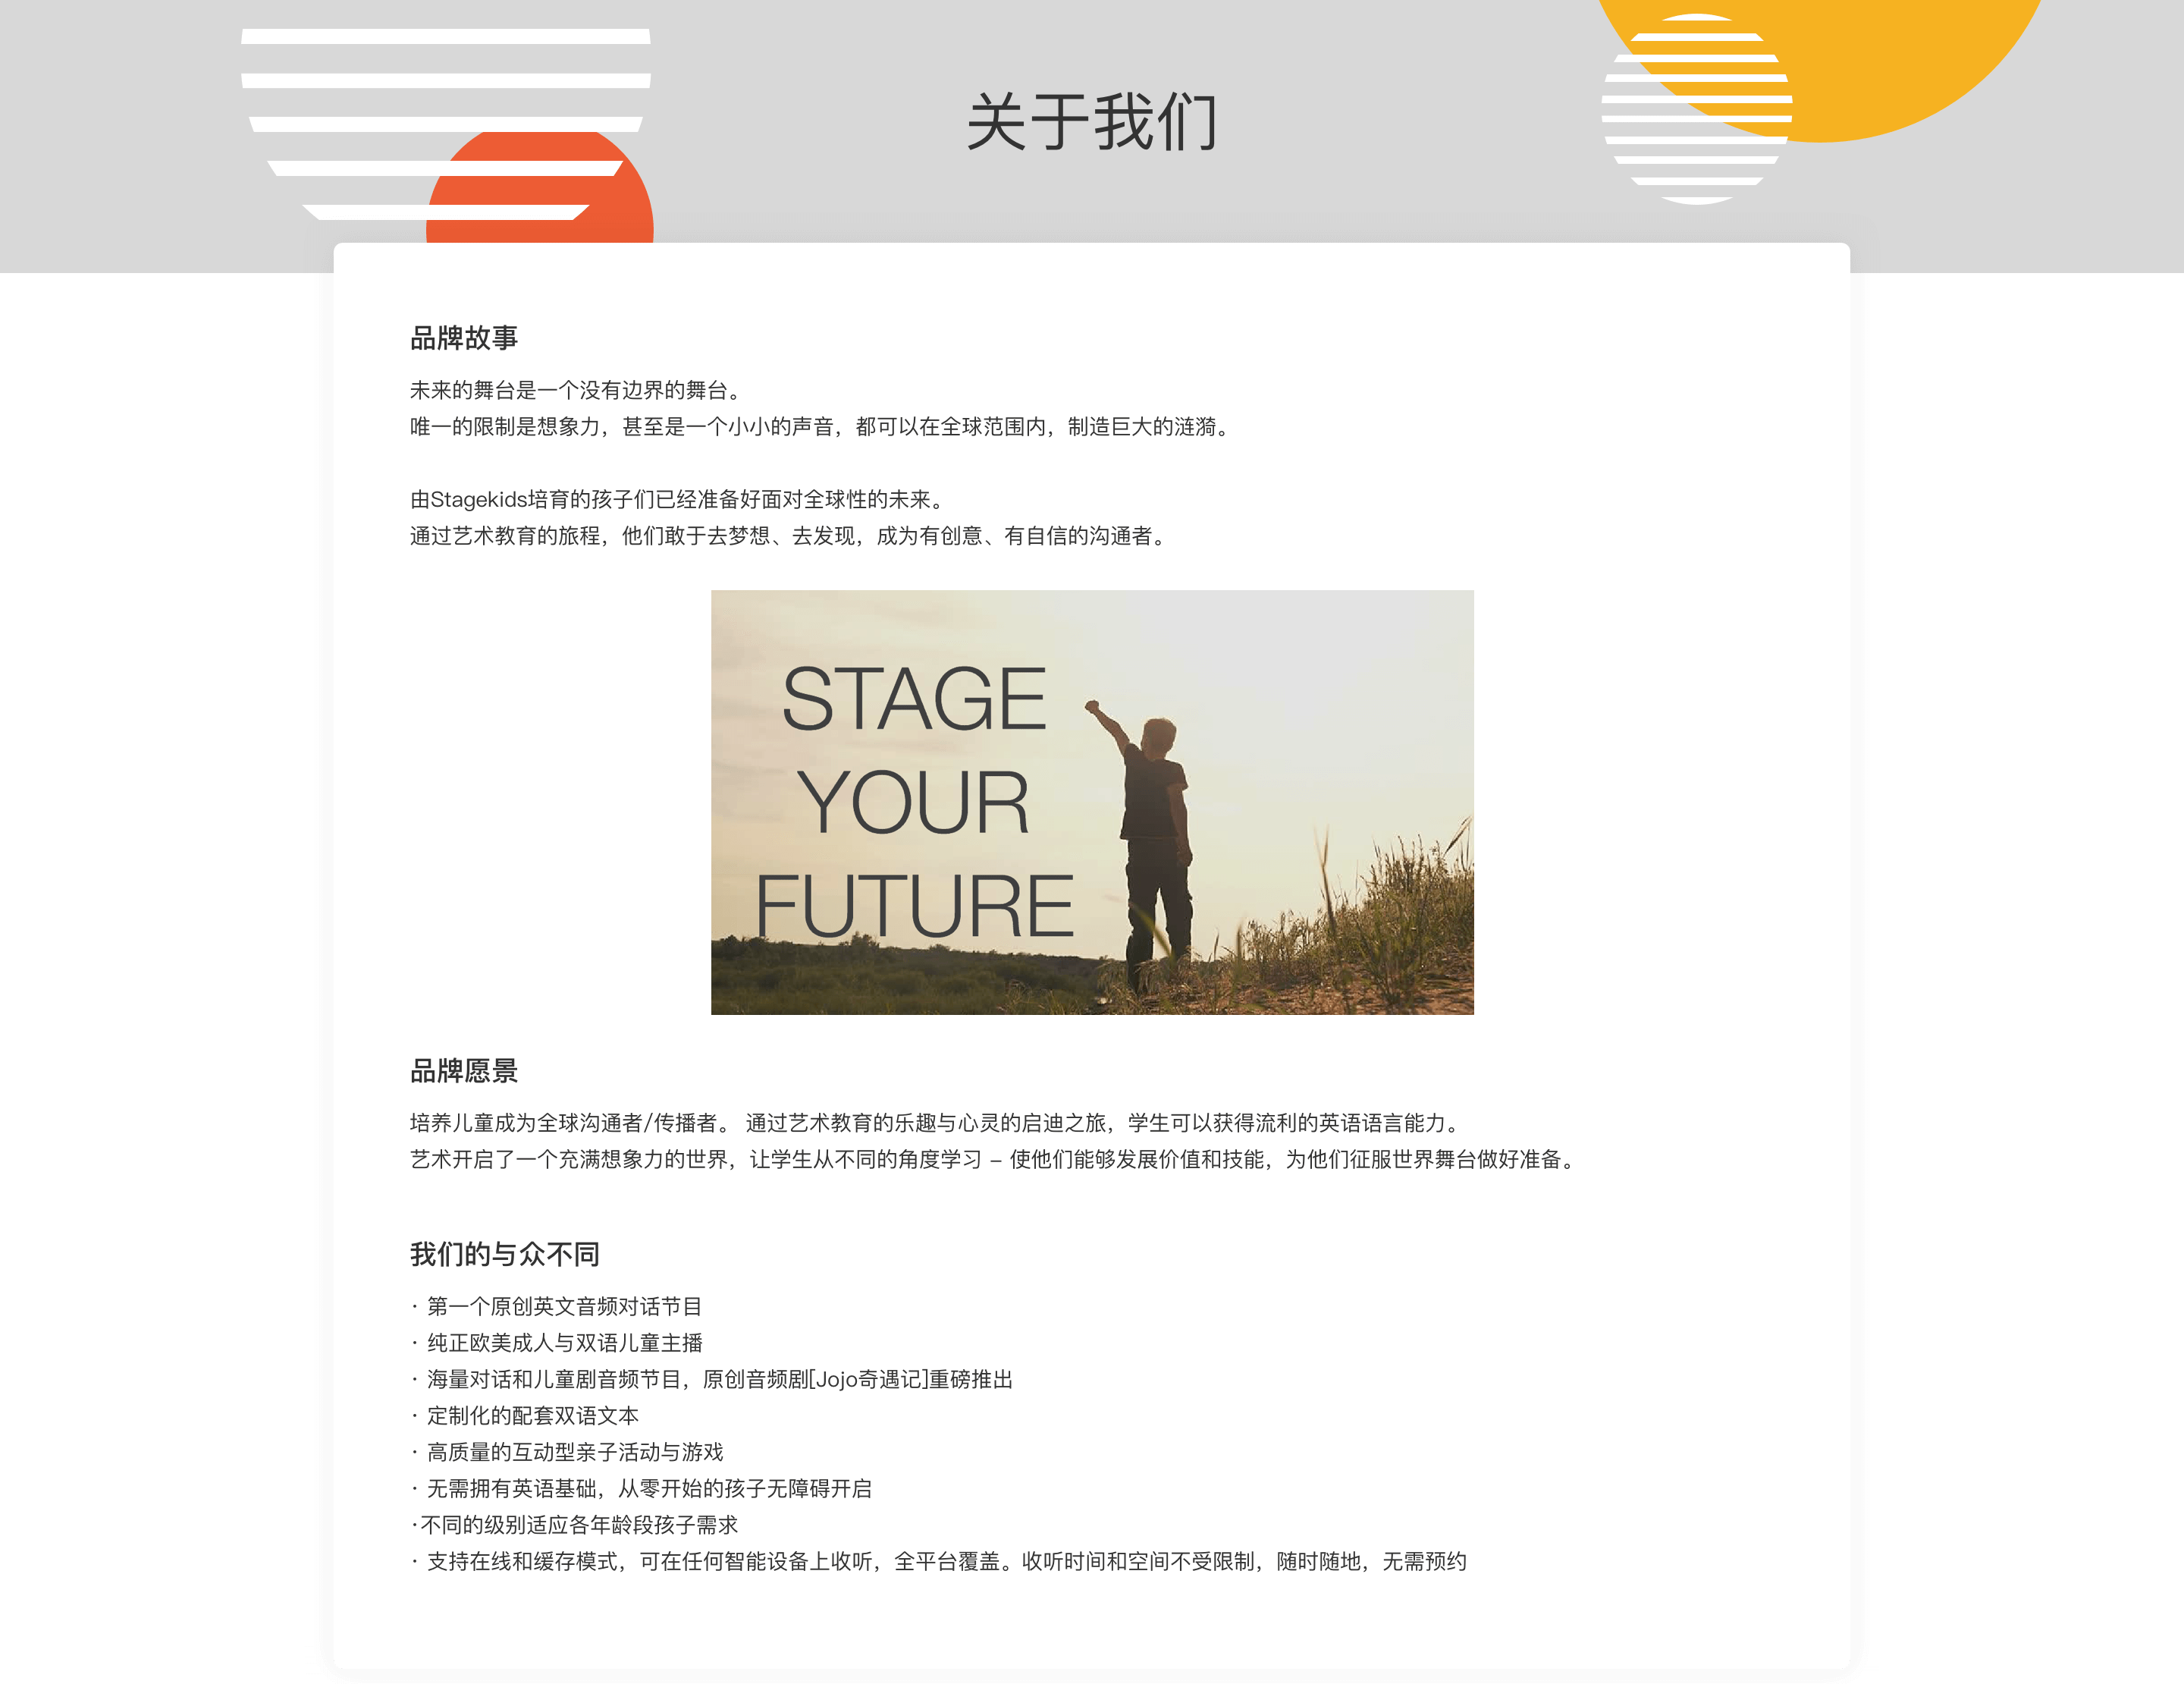 关于我们
品牌故事
未来的舞台是一个没有边界的舞台。
唯一的限制是想象力，甚至是一个小小的声音，都可以在全球范围内，制造巨大的涟漪。
由Stagekids培育的孩子们已经准备好面对全球性的未来。
通过艺术教育的旅程，他们敢于去梦想、去发现，成为有创意、有自信的沟通者。
STAGE
YOUR
FUTURE
品牌愿景
培养儿童成为全球沟通者/传播者。 通过艺术教育的乐趣与心灵的启迪之旅，学生可以获得流利的英语语言能力。
艺术开启了一个充满想象力的世界，让学生从不同的角度学习 – 使他们能够发展价值和技能，为他们征服世界舞台做好准备。
我们的与众不同
· 第一个原创英文音频对话节目
· 纯正欧美成人与双语儿童主播
· 海量对话和儿童剧音频节目，原创音频剧[Jojo奇遇记]重磅推出
· 定制化的配套双语文本
· 高质量的互动型亲子活动与游戏
· 无需拥有英语基础，从零开始的孩子无障碍开启
·不同的级别适应各年龄段孩子需求
· 支持在线和缓存模式，可在任何智能设备上收听，全平台覆盖。收听时间和空间不受限制，随时随地，无需预约